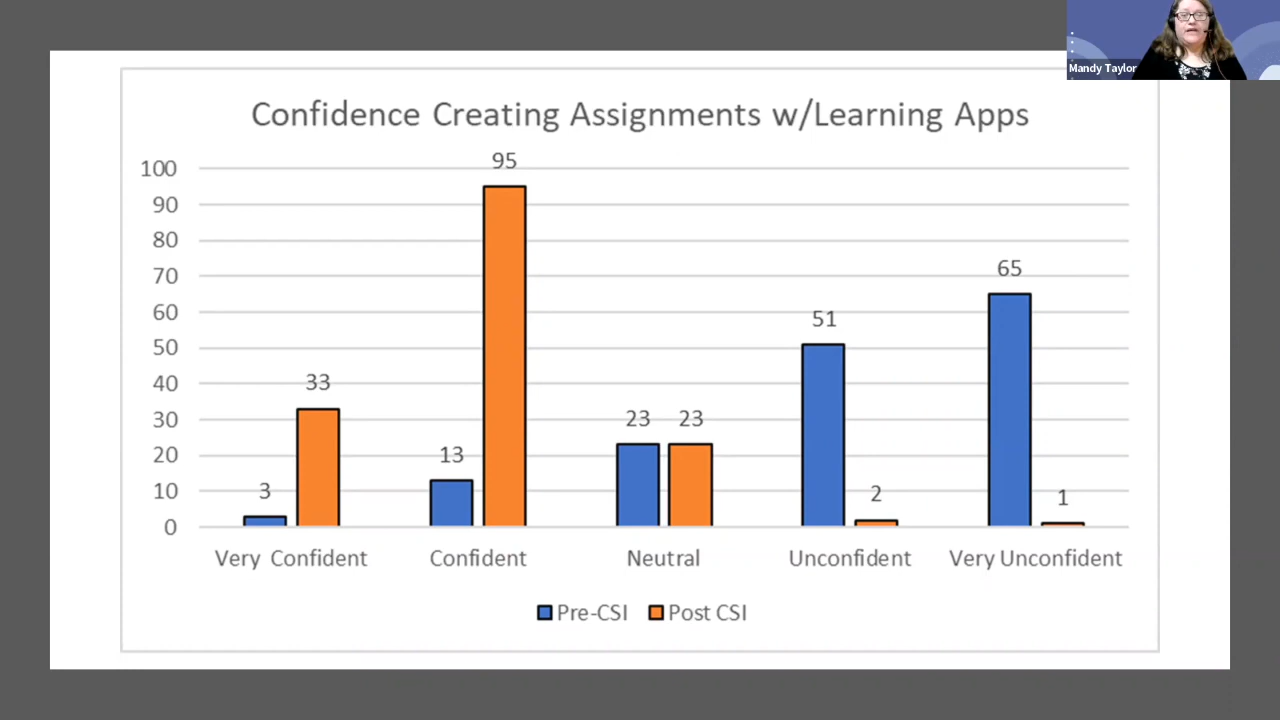 Mandy Taylor
Confidence Creating Assignments w/Learning Apps
100
90
80
70
60
50
40
30
20
10
0
3
33
13
95
23
23
51
2
65
1
Very Confident
Confident
Neutral
Unconfident
Very Unconfident
Pre-CSI
Post CSI